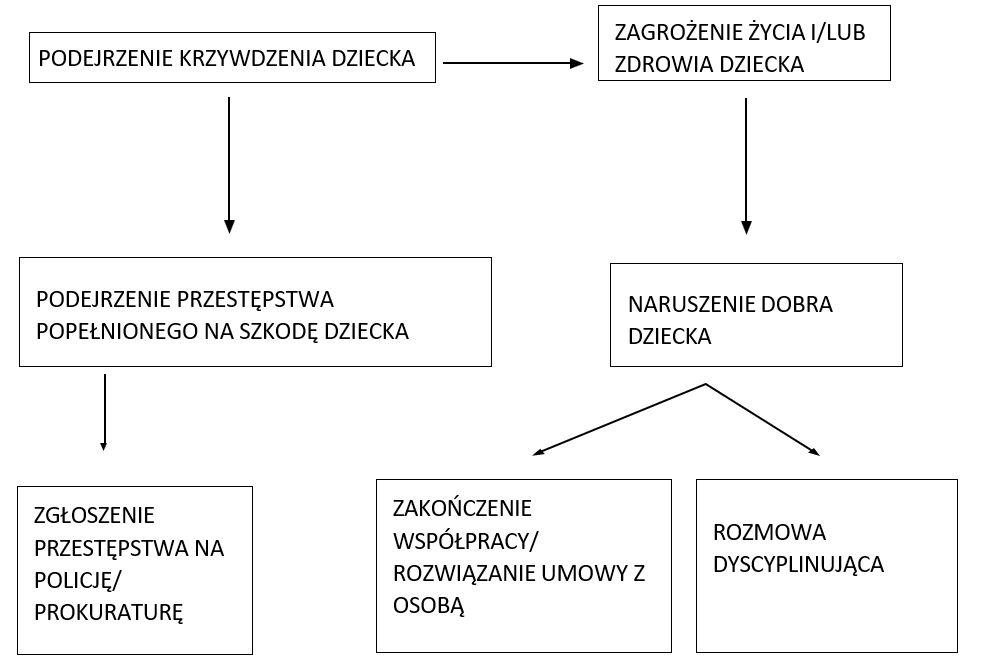 PODEJRZENIE KRZYWDZENIA DZIECKA
ZAGROŻENIE ŻYCIA I/LUB
ZDROWIA DZIECKA
PODEJRZENIE PRZESTĘPSTWA
POPEŁNIONEGO NA SZKODĘ DZIECKA
NARUSZENIE DOBRA
DZIECKA
ZGŁOSZENIE
PRZESTĘPSTWA NA
POLICJĘ/
PROKURATURĘ
ZAKOŃCZENIE
WSPÓŁPRACY/
ROZWIĄZANIE UMOWY Z
OSOBĄ
ROZMOWA
DYSCYPLINUJĄCA